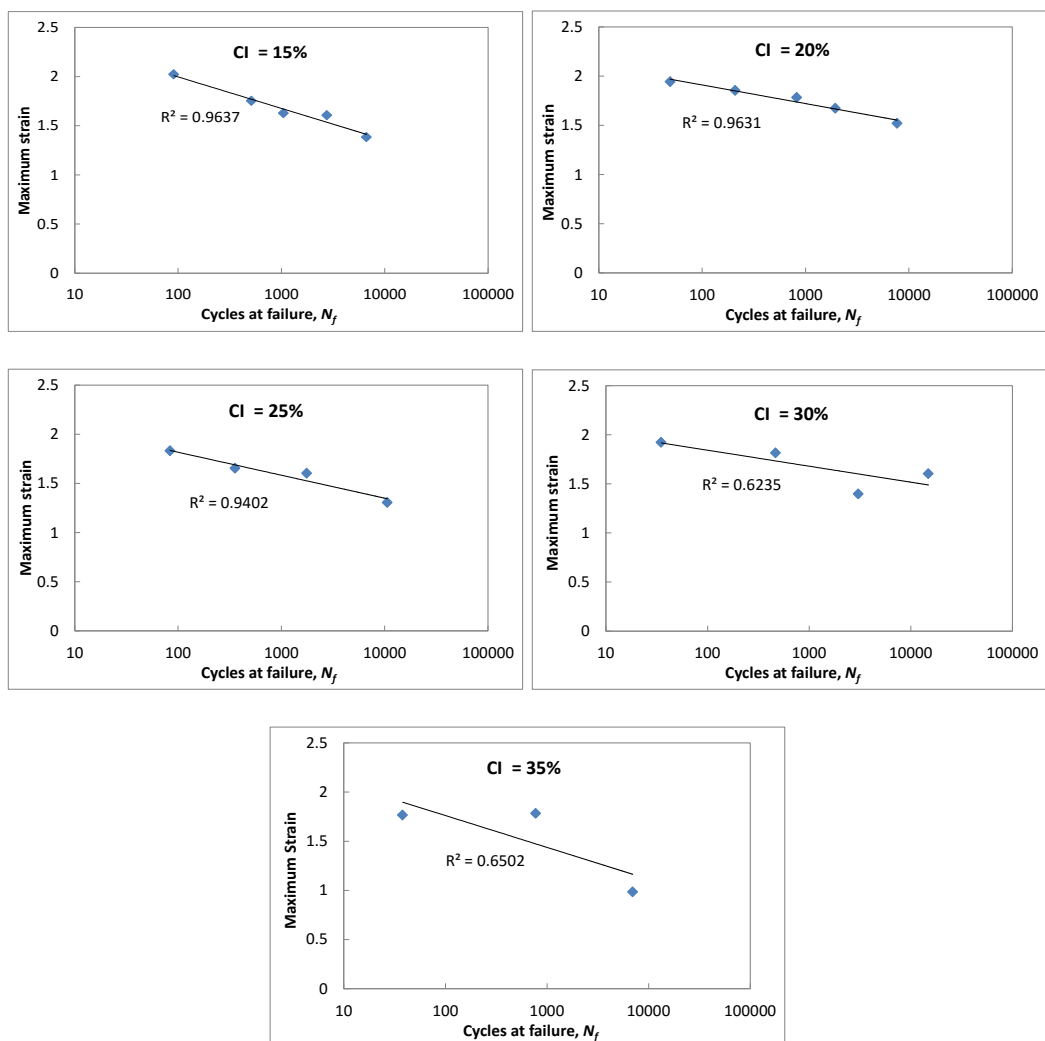 CI = 15%
2.5
2
1.5
1
0.5
0
Maximum strain
R² = 0.9637
10 100 1000 10000 100000
Cycles at failure, Nf
CI = 20%
2.5
2
1.5
1
0.5
0
Maximum strain
R² = 0.9631
10 100 1000 10000 100000
Cycles at failure, Nf
CI = 25%
2.5
2
1.5
1
0.5
0
Maximum strain
R² = 0.9402
10 100 1000 10000 100000
Cycles at failure, Nf
CI = 30%
2.5
2
1.5
1
0.5
0
Maximum strain
R² = 0.6235
10 100 1000 10000 100000
Cycles at failure, Nf
CI = 35%
2.5
2
1.5
1
0.5
0
Maximum Strain
R² = 0.6502
10 100 1000 10000 100000
Cycles at failure, Nf